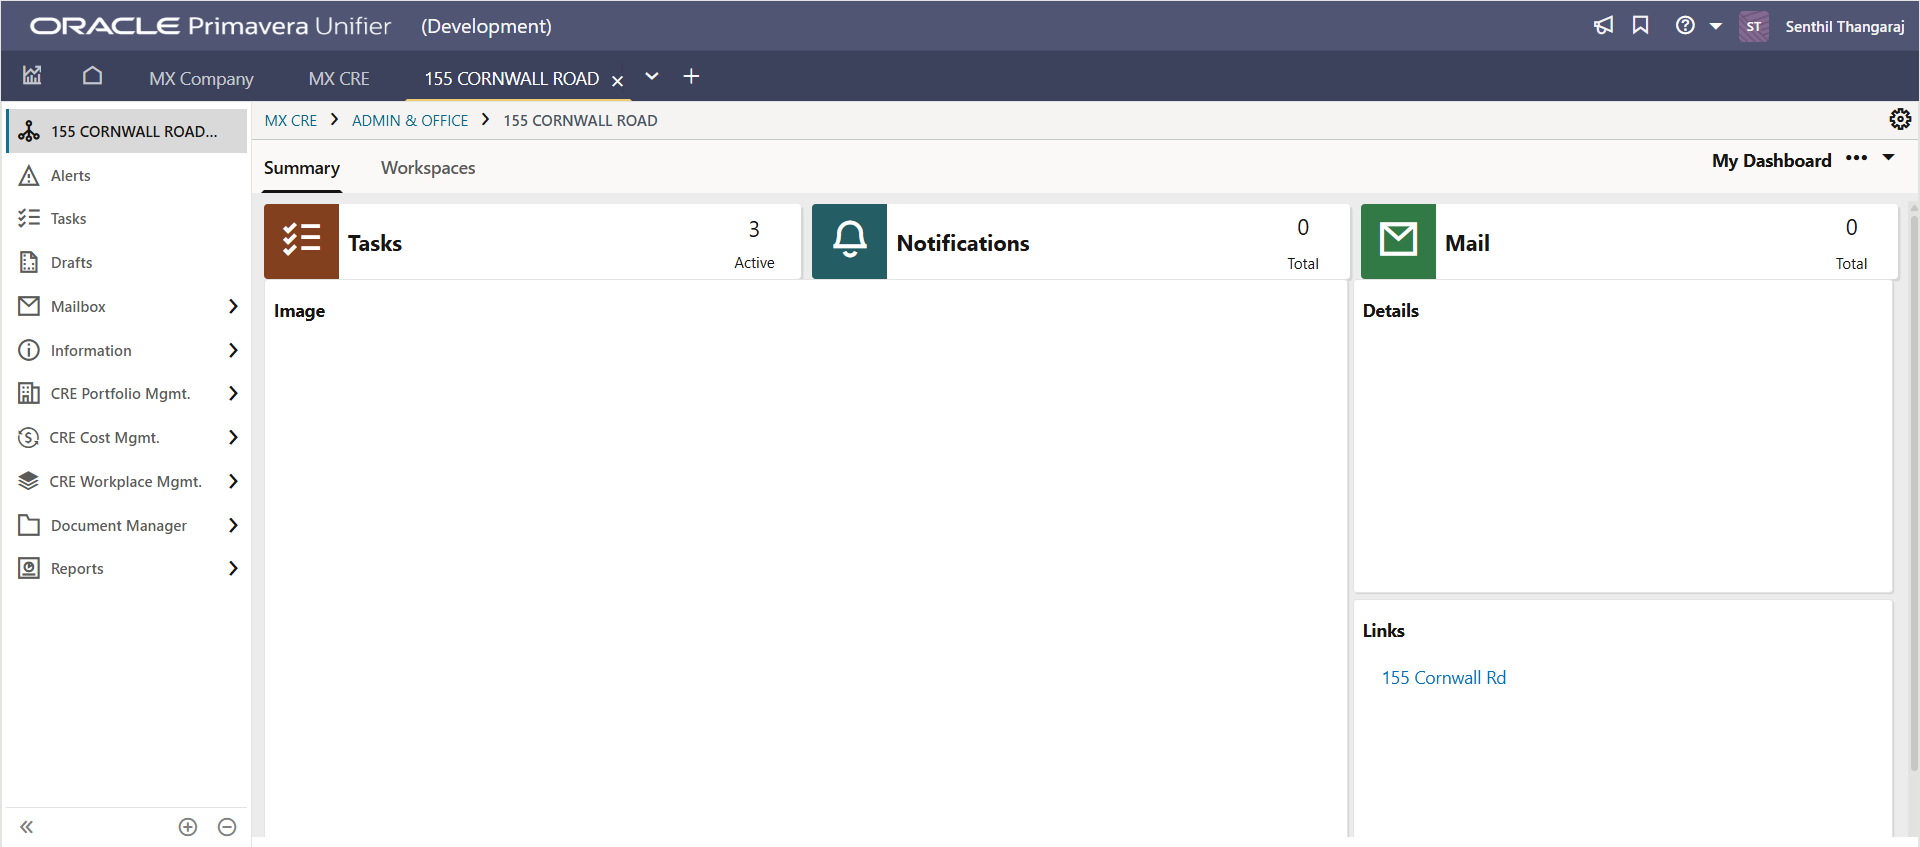 ORACLE Primavera Unifier (Development)
ST Senthil Thangaraj
MX Company MX CRE 155 CORNWALL ROAD
155 CORNWALL ROAD...
Alerts
Tasks
Drafts
Mailbox
Information
CRE Portfolio Mgmt.
CRE Cost Mgmt.
CRE Workplace Mgmt.
Document Manager
Reports
MX CRE > ADMIN & OFFICE > 155 CORNWALL ROAD
Summary Workspaces
My Dashboard
Tasks
3
Active
Notifications
0
Total
Mail
0
Total
Image
Details
Links
155 Cornwall Rd